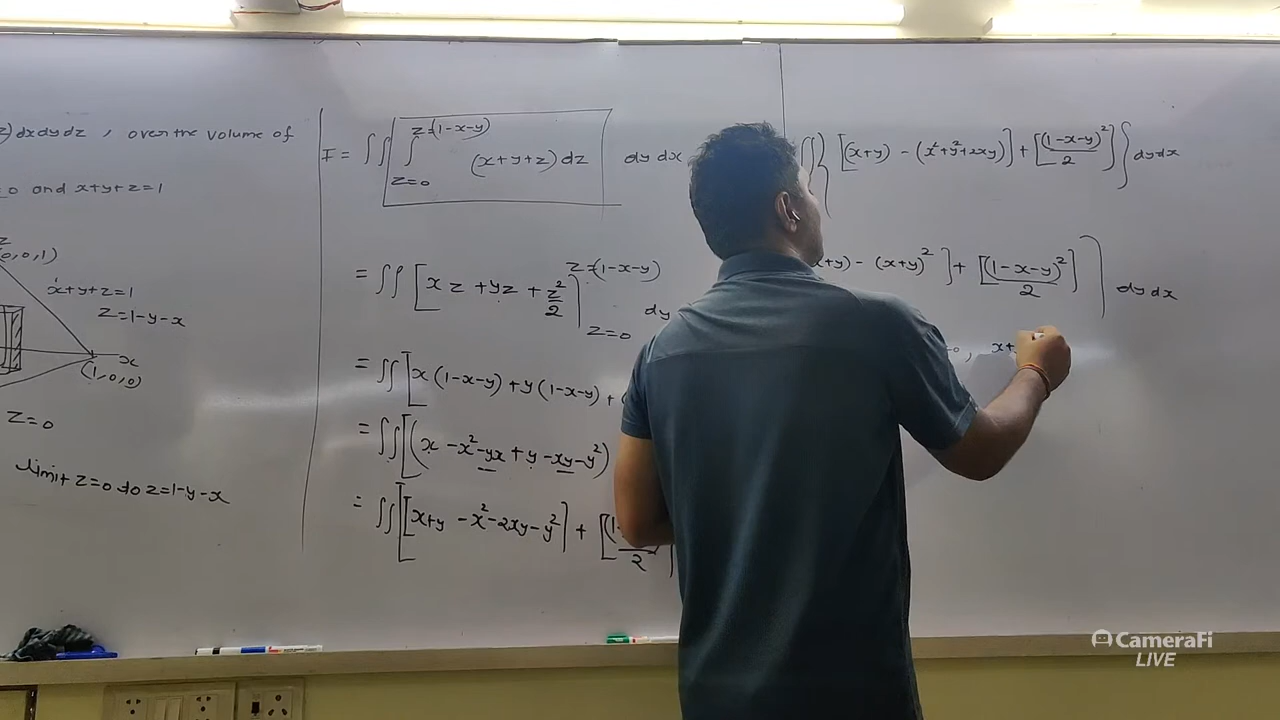 z) dx dy dz , over the volume of
=0 and x+y+z=1
z
(0,0,1)
x+y+z=1
z=1-y-x
x
(1,0,0)
z=0
limit z=0 to z=1-y-x
I = ∫∫ ∫ z=0 z=(1-x-y) (x+y+z) dz dy dx
= ∫∫ [xz + yz + z²/2] z=0 z=(1-x-y) dy
= ∫∫ [x(1-x-y) + y(1-x-y) +
= ∫∫ [(x - x² - yx + y - xy - y²)
= ∫∫ [[x+y - x² - 2xy - y²] + [(1- 2
∫∫ { [(x+y) - (x²+y²+2xy)] + [(1-x-y)²/2] } dy dx
x+y) - (x+y)² ] + [(1-x-y)²/2] } dy dx
=0, x+
CameraFi
LIVE